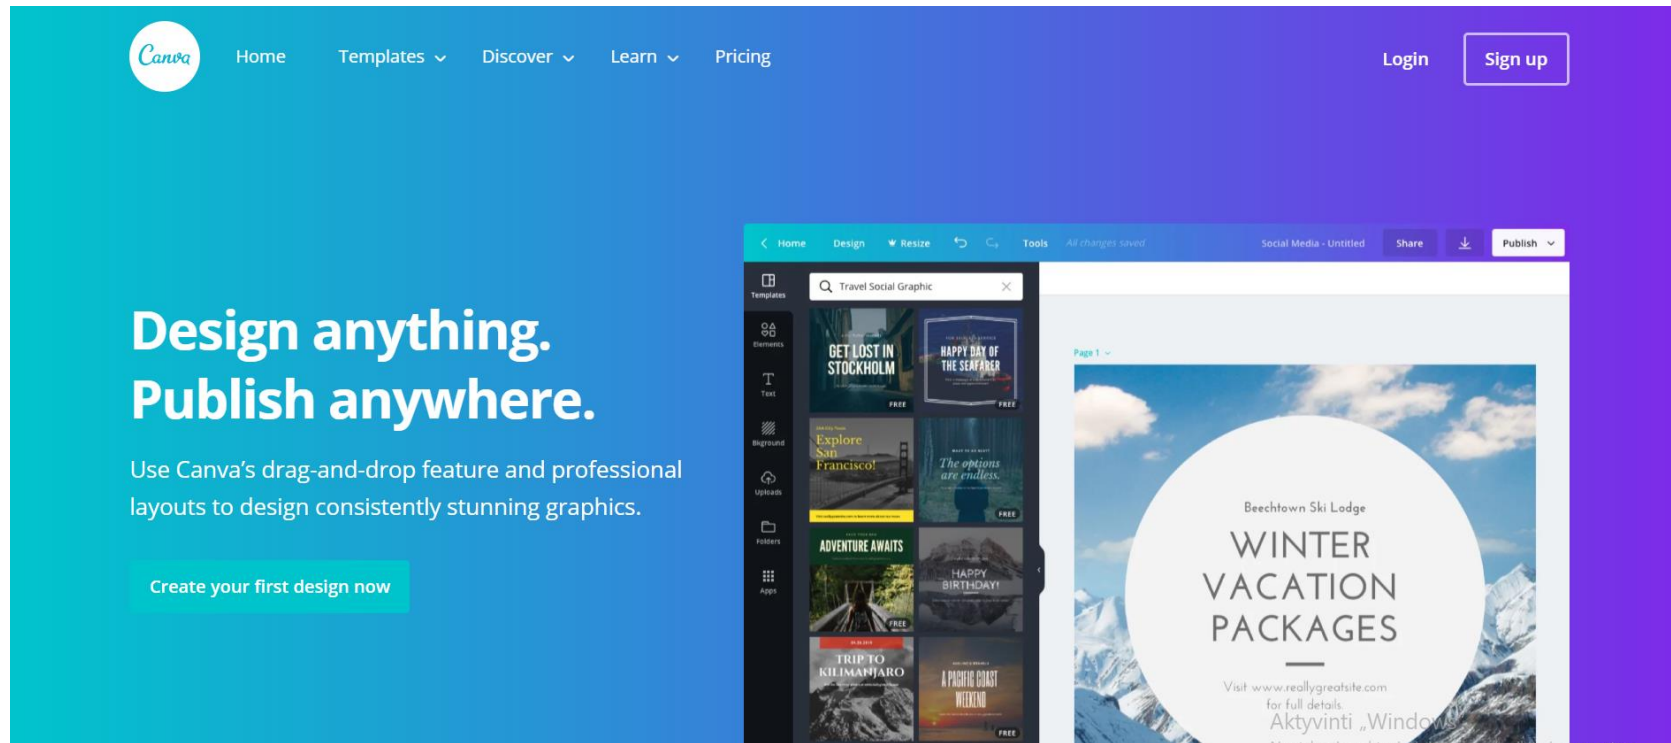 Canva
Home
Templates
Discover
Learn
Pricing
Login
Sign up
Design anything.
Publish anywhere.
Use Canva’s drag-and-drop feature and professional
layouts to design consistently stunning graphics.
Create your first design now
Home
Design
Resize
Tools
All changes saved
Social Media - Untitled
Share
Publish
Templates
Elements
Text
Bkground
Uploads
Folders
Apps
Travel Social Graphic
GET LOST IN
STOCKHOLM
FREE
HAPPY DAY OF
THE SEAFARER
FREE
Explore
San
Francisco!
The options
are endless.
FREE
ADVENTURE AWAITS
FREE
HAPPY
BIRTHDAY!
TRIP TO
KILIMANJARO
A PACIFIC COAST
WEEKEND
FREE
Page 1
Beechtown Ski Lodge
WINTER
VACATION
PACKAGES
Visit www.reallygreatsite.com
for full details.
Aktyvinti